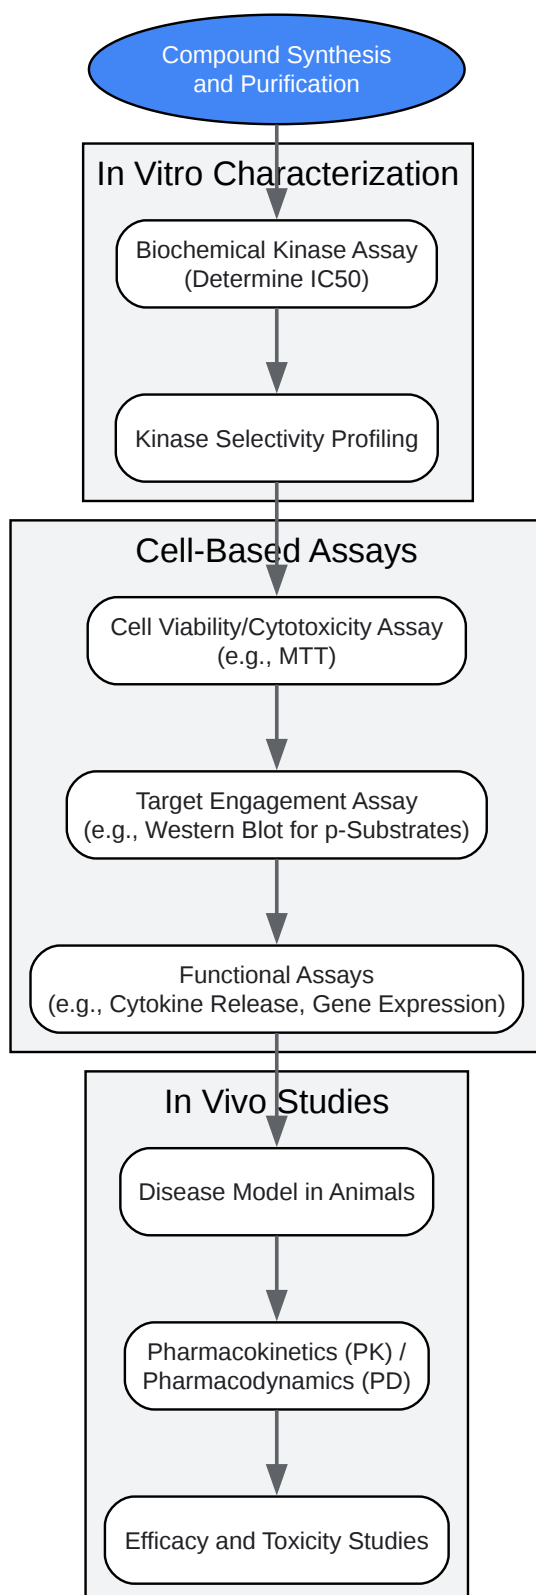 Compound Synthesis
and Purification
In Vitro Characterization
Biochemical Kinase Assay
(Determine IC50)
Kinase Selectivity Profiling
Cell-Based Assays
Cell Viability/Cytotoxicity Assay
(e.g., MTT)
Target Engagement Assay
(e.g., Western Blot for p-Substrates)
Functional Assays
(e.g., Cytokine Release, Gene Expression)
In Vivo Studies
Disease Model in Animals
Pharmacokinetics (PK) /
Pharmacodynamics (PD)
Efficacy and Toxicity Studies